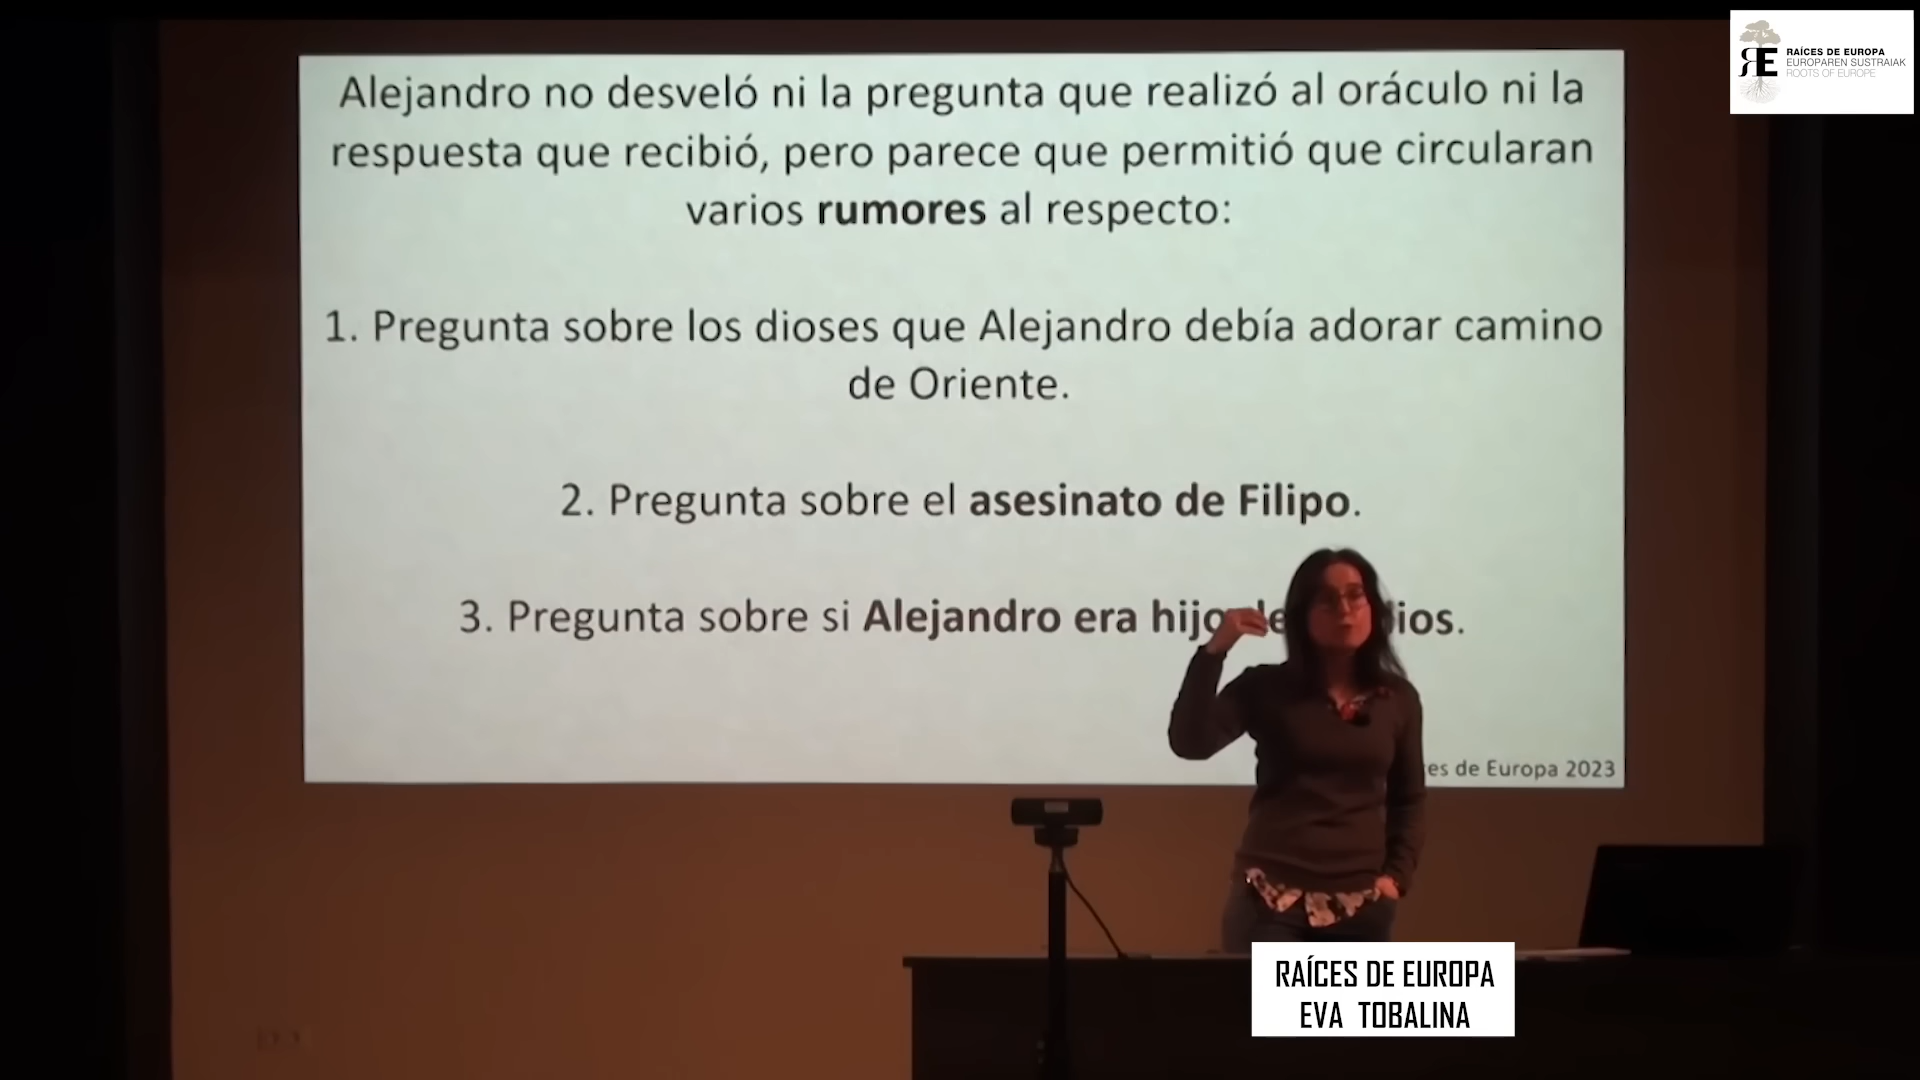 RAÍCES DE EUROPA
EUROPAREN SUSTRAIAK
ROOTS OF EUROPE
Alejandro no desveló ni la pregunta que realizó al oráculo ni la
respuesta que recibió, pero parece que permitió que circularan
varios rumores al respecto:
1. Pregunta sobre los dioses que Alejandro debía adorar camino
de Oriente.
2. Pregunta sobre el asesinato de Filipo.
3. Pregunta sobre si Alejandro era hijo
de Europa 2023
RAÍCES DE EUROPA
EVA TOBALINA